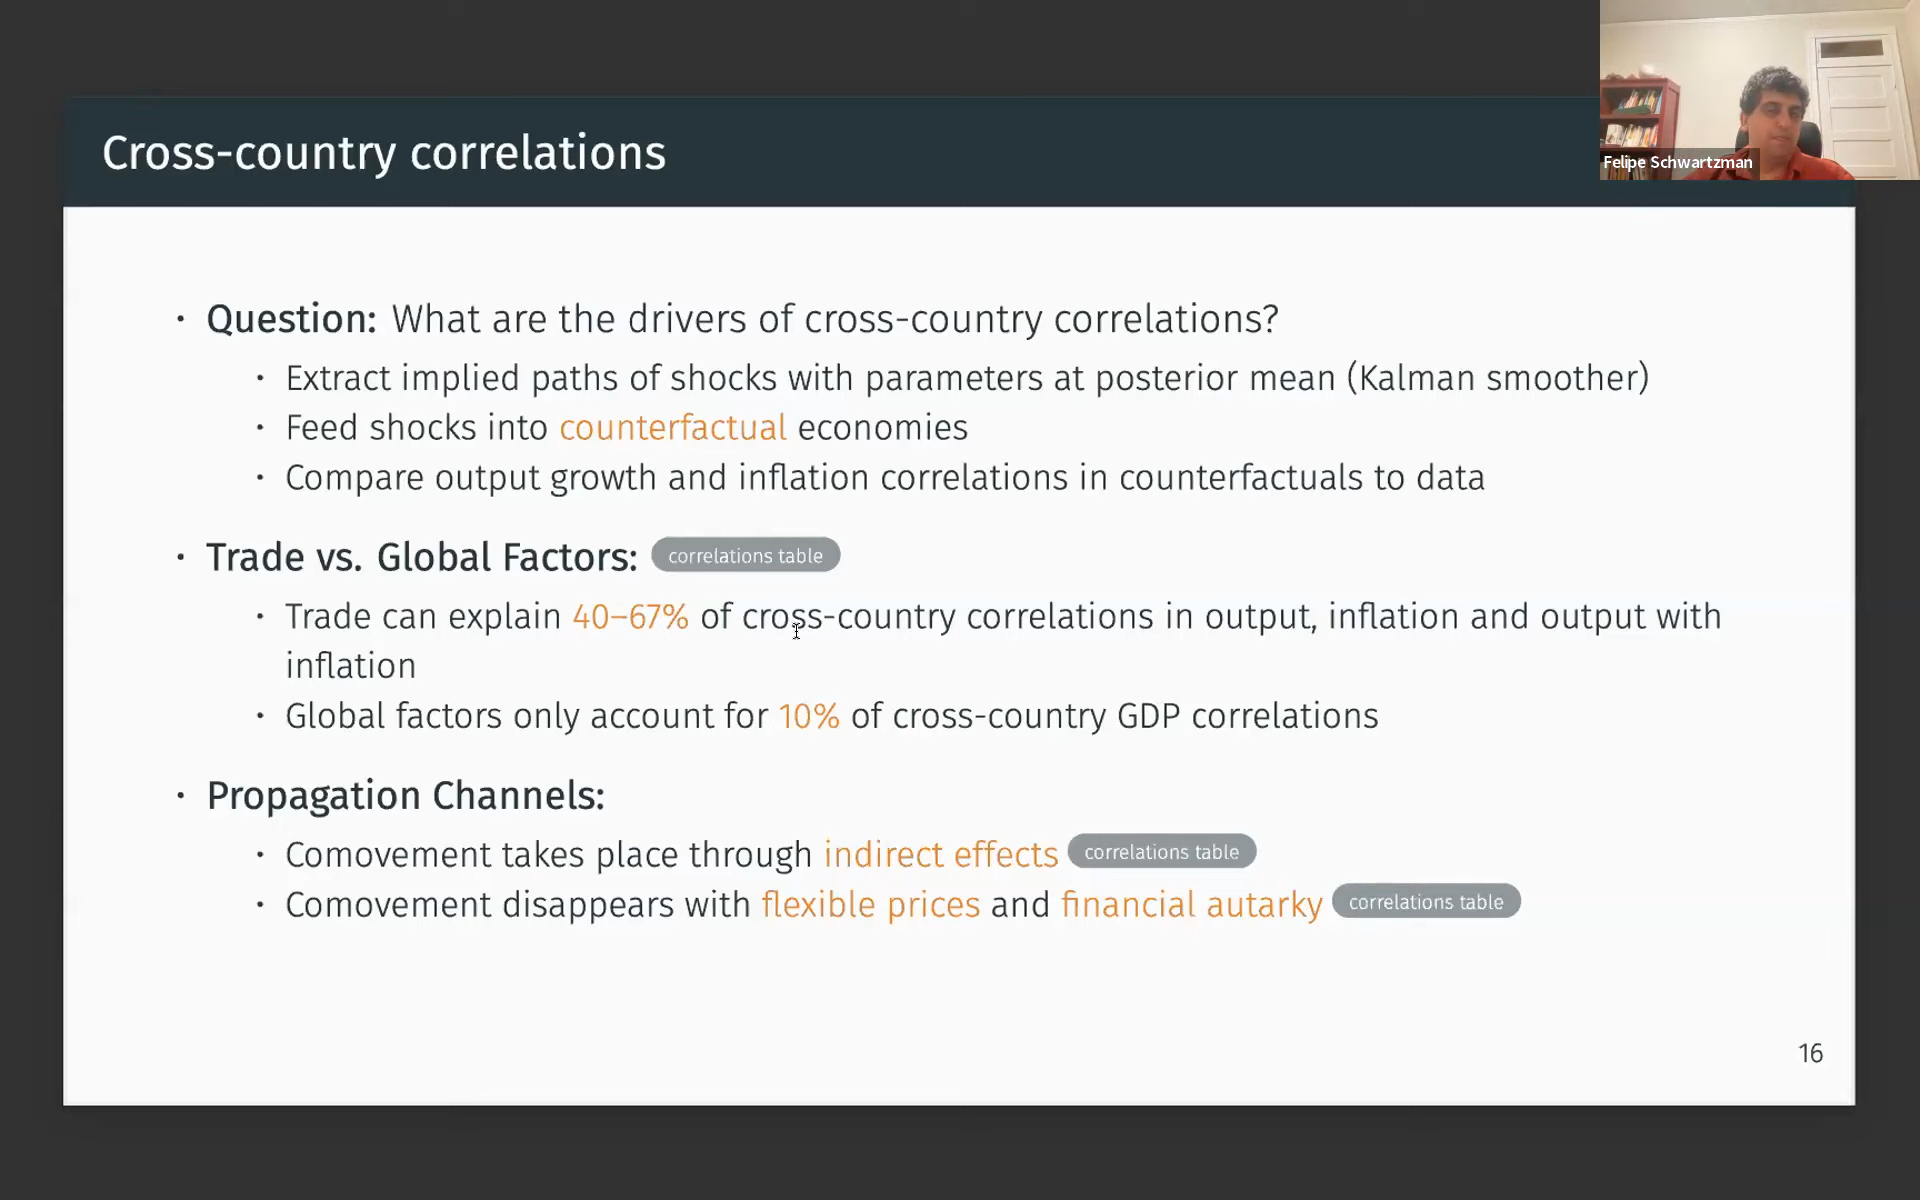 Cross-country correlations
Felipe Schwartzman
• Question: What are the drivers of cross-country correlations?
• Extract implied paths of shocks with parameters at posterior mean (Kalman smoother)
• Feed shocks into counterfactual economies
• Compare output growth and inflation correlations in counterfactuals to data
• Trade vs. Global Factors: correlations table
• Trade can explain 40–67% of cross-country correlations in output, inflation and output with
inflation
• Global factors only account for 10% of cross-country GDP correlations
• Propagation Channels:
• Comovement takes place through indirect effects correlations table
• Comovement disappears with flexible prices and financial autarky correlations table
16